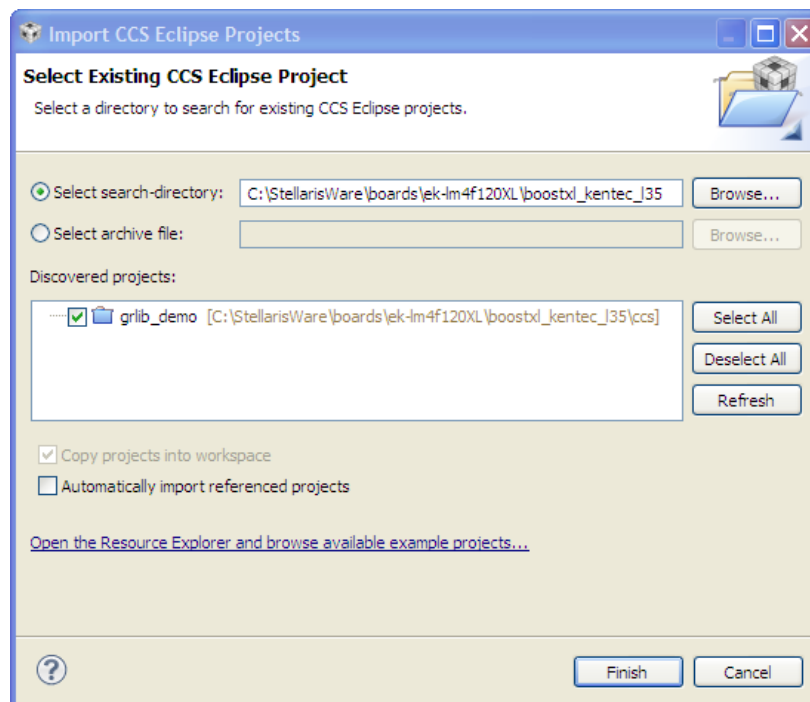 Import CCS Eclipse Projects
Select Existing CCS Eclipse Project
Select a directory to search for existing CCS Eclipse projects.
Select search-directory: C:\StellarisWare\boards\ek-lm4f120XL\boostxl_kentec_l35 Browse...
Select archive file: Browse...
Discovered projects:
grlib_demo [C:\StellarisWare\boards\ek-lm4f120XL\boostxl_kentec_l35\ccs] Select All
Deselect All
Refresh
Copy projects into workspace
Automatically import referenced projects
Open the Resource Explorer and browse available example projects...
? Finish Cancel